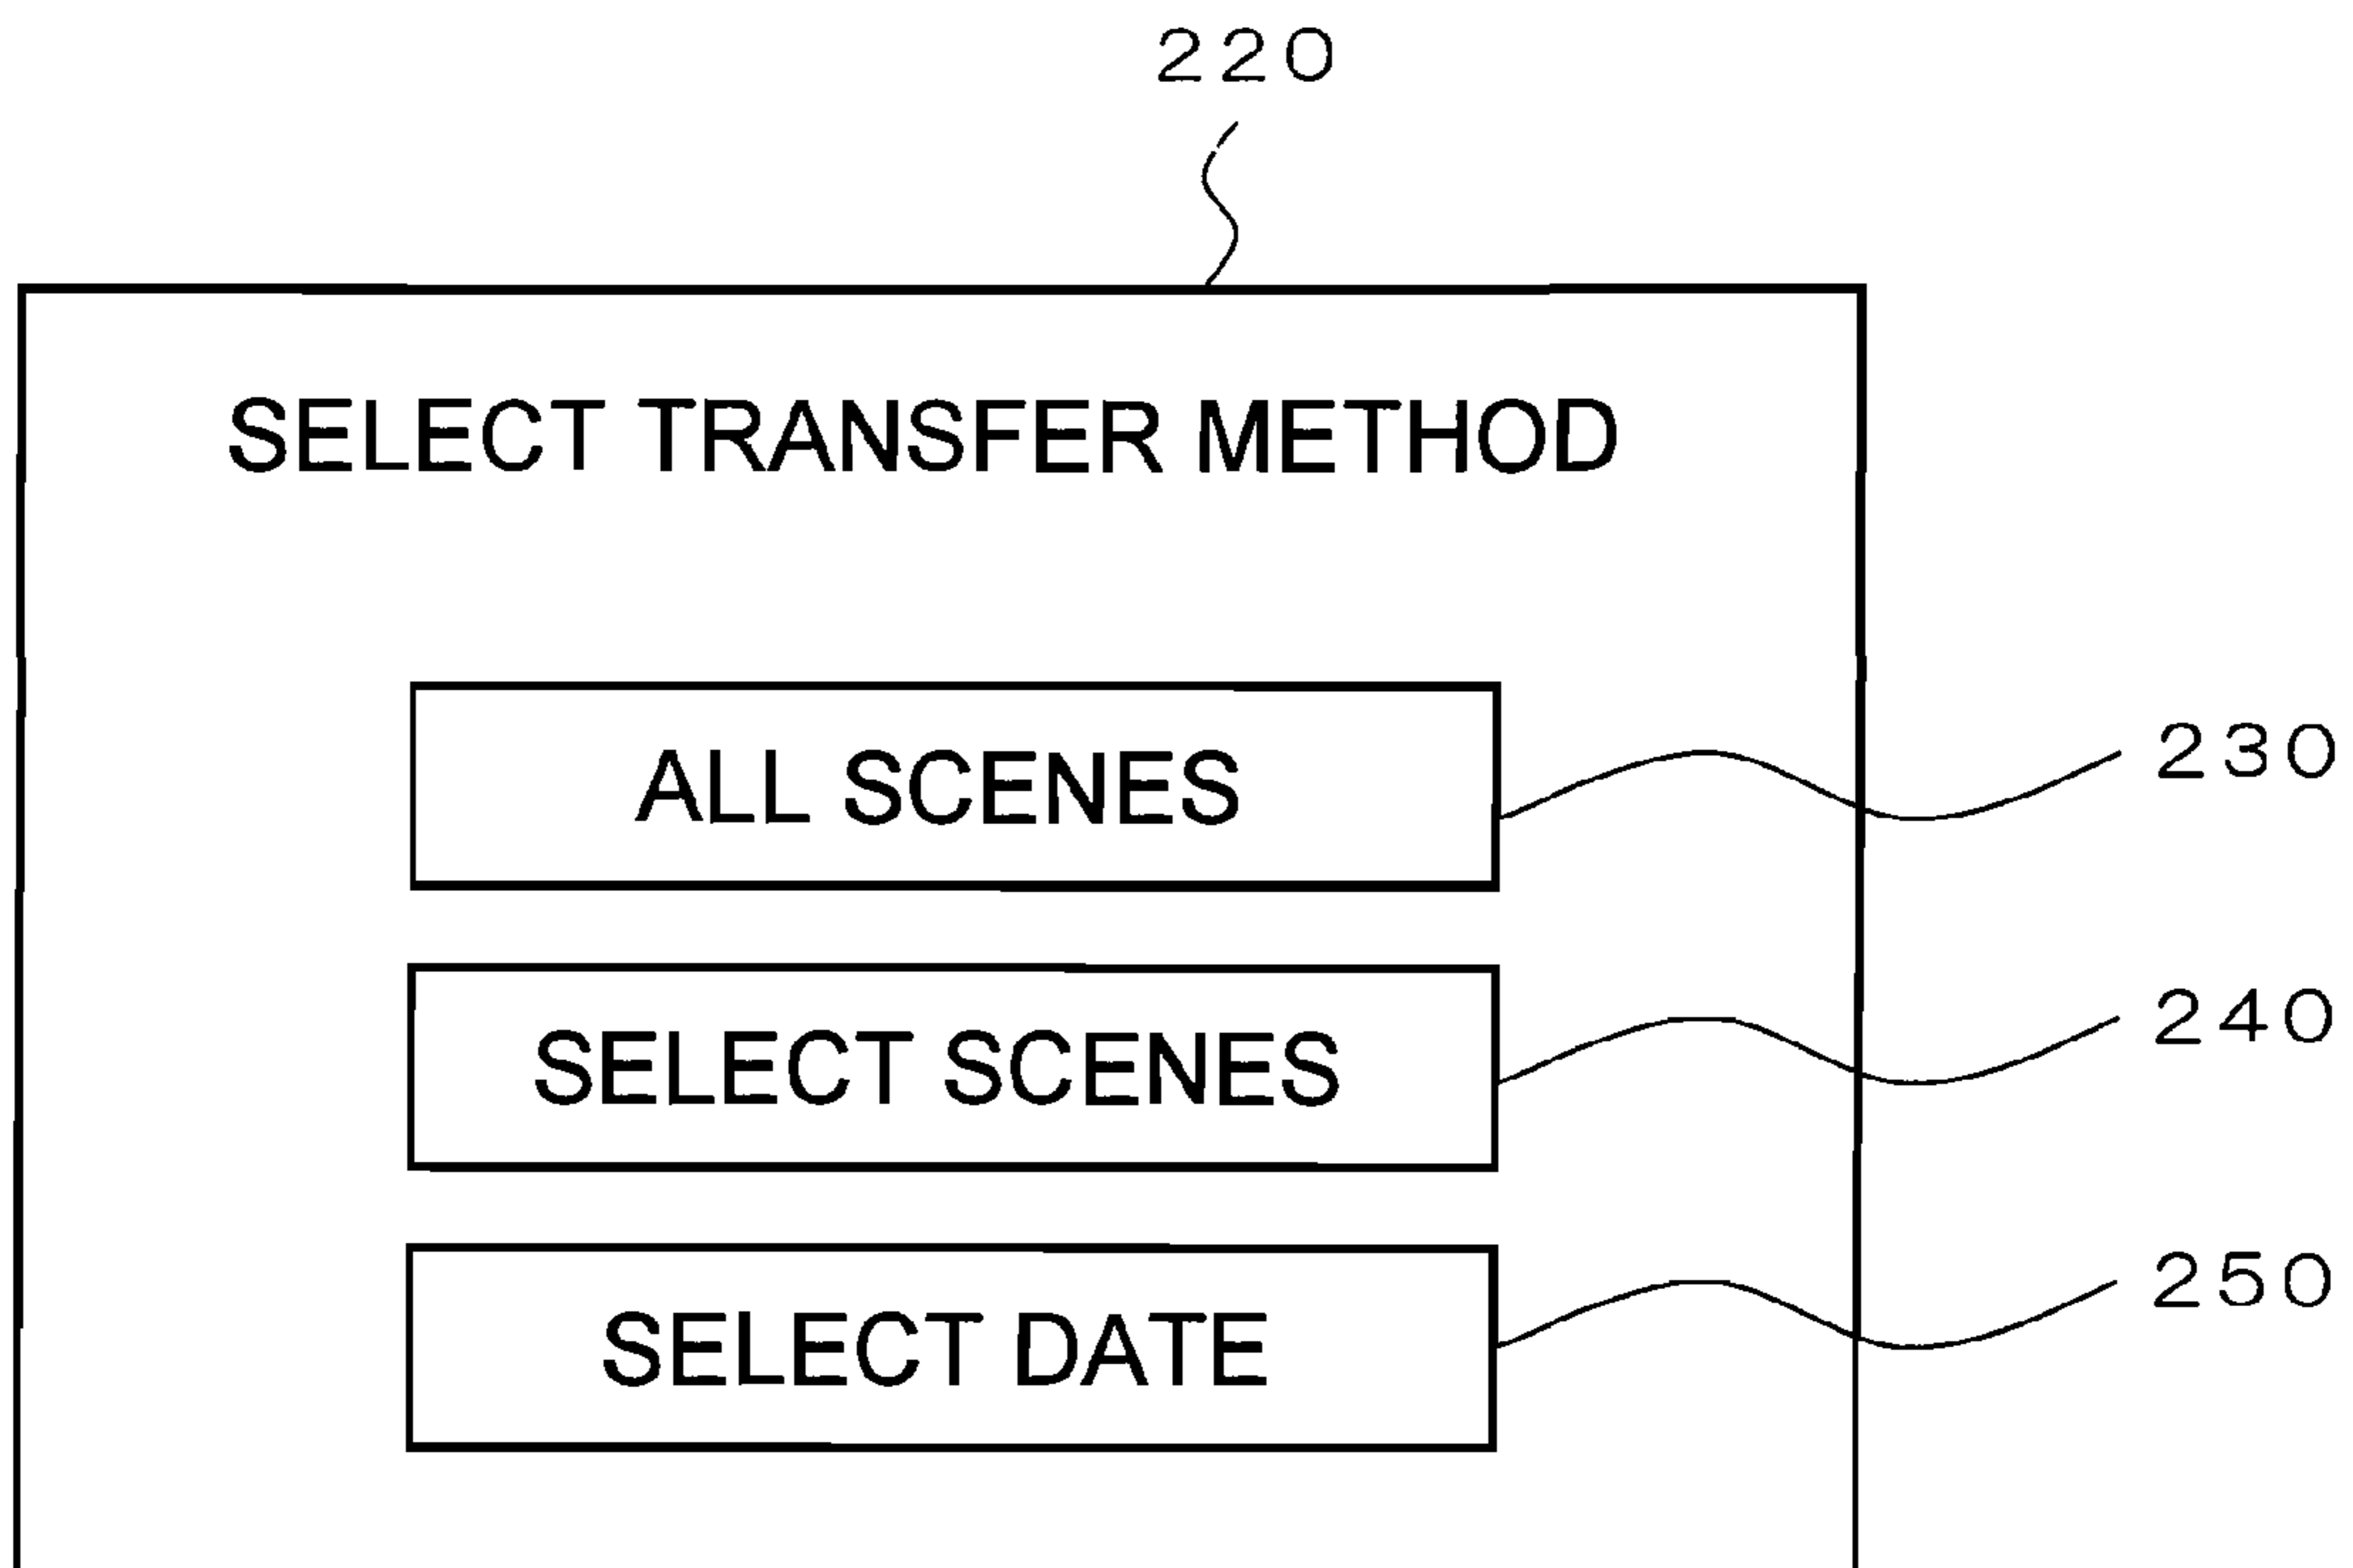 220
SELECT TRANSFER METHOD
ALL SCENES
230
SELECT SCENES
240
SELECT DATE
250